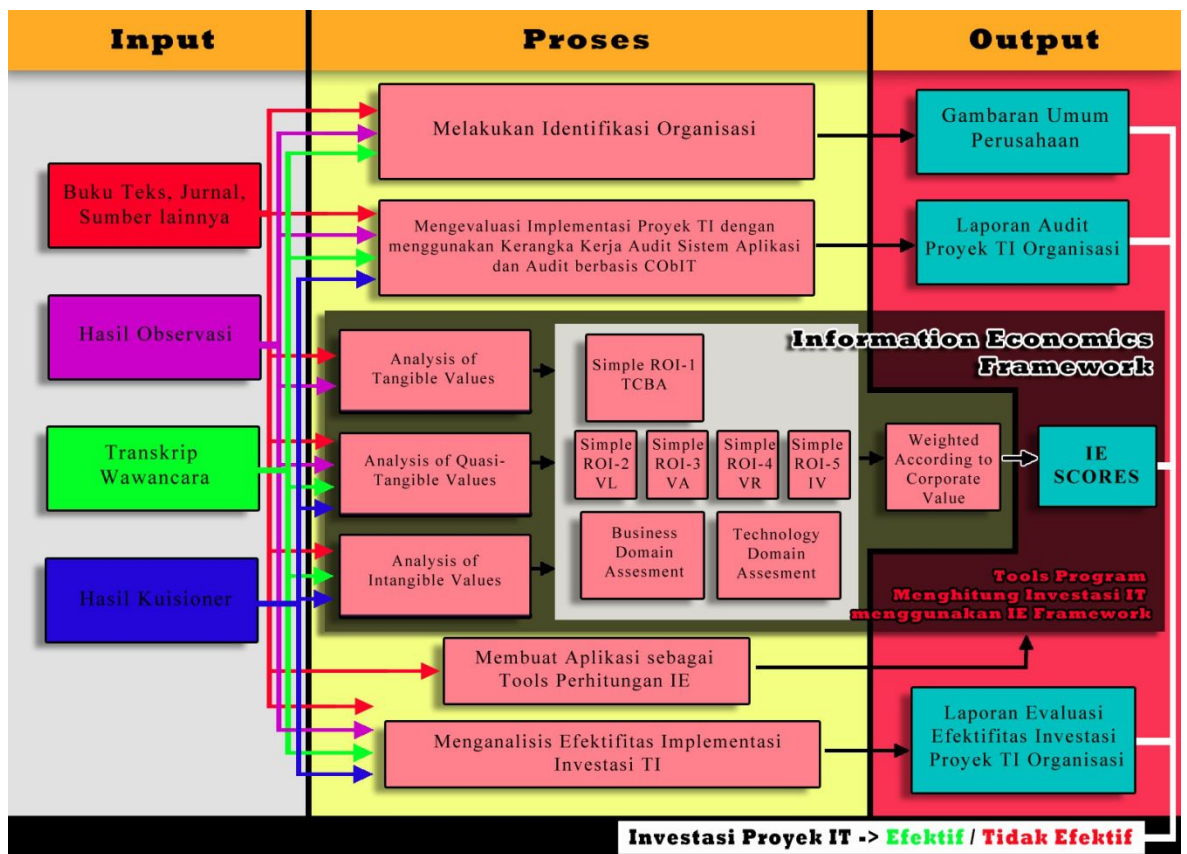 Input
Proses
Output
Buku Teks, Jurnal,
Sumber lainnya
Hasil Observasi
Transkrip
Wawancara
Hasil Kuisioner
Melakukan Identifikasi Organisasi
Gambaran Umum
Perusahaan
Mengevaluasi Implementasi Proyek TI dengan
menggunakan Kerangka Kerja Audit Sistem Aplikasi
dan Audit berbasis CObIT
Laporan Audit
Proyek TI Organisasi
Information Economics
Framework
Analysis of
Tangible Values
Analysis of Quasi-
Tangible Values
Analysis of
Intangible Values
Simple ROI-1
TCBA
Simple
ROI-2
VL
Simple
ROI-3
VA
Simple
ROI-4
VR
Simple
ROI-5
IV
Business
Domain
Assesment
Technology
Domain
Assesment
Weighted
According to
Corporate
Value
IE
SCORES
Tools Program
Menghitung Investasi IT
menggunakan IE Framework
Membuat Aplikasi sebagai
Tools Perhitungan IE
Menganalisis Efektifitas Implementasi
Investasi TI
Laporan Evaluasi
Efektifitas Investasi
Proyek TI Organisasi
Investasi Proyek IT -> Efektif / Tidak Efektif